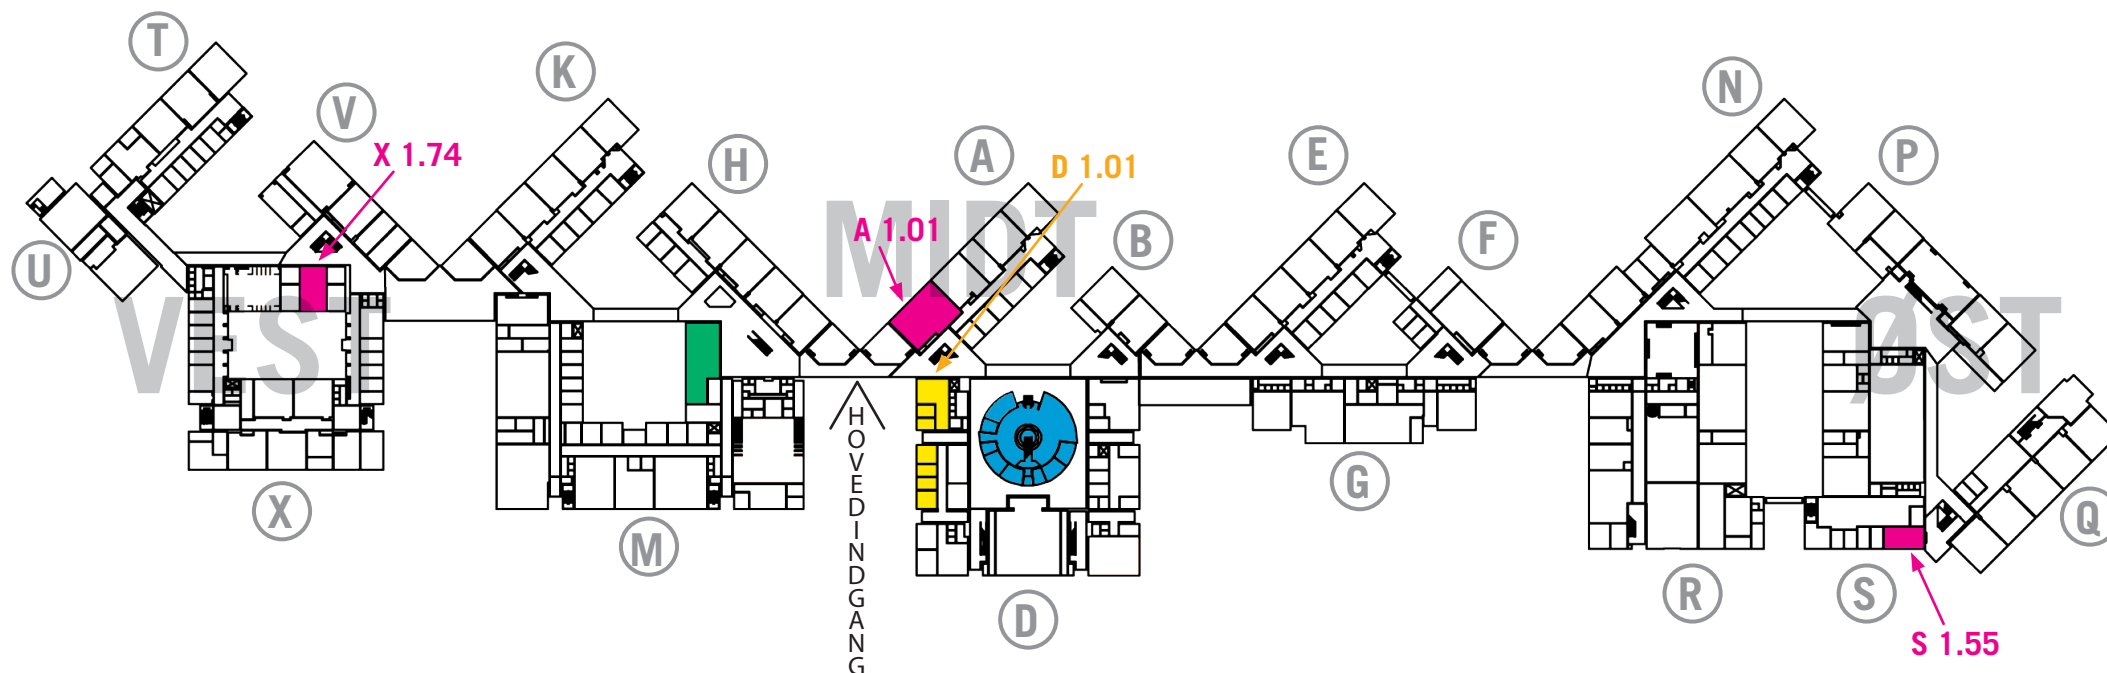 T
V
X 1.74
K
H
A
D 1.01
A 1.01
MIDT
B
E
F
N
P
U
VEST
ØST
HOVEDINDGANG
X
M
D
G
R
S
Q
S 1.55